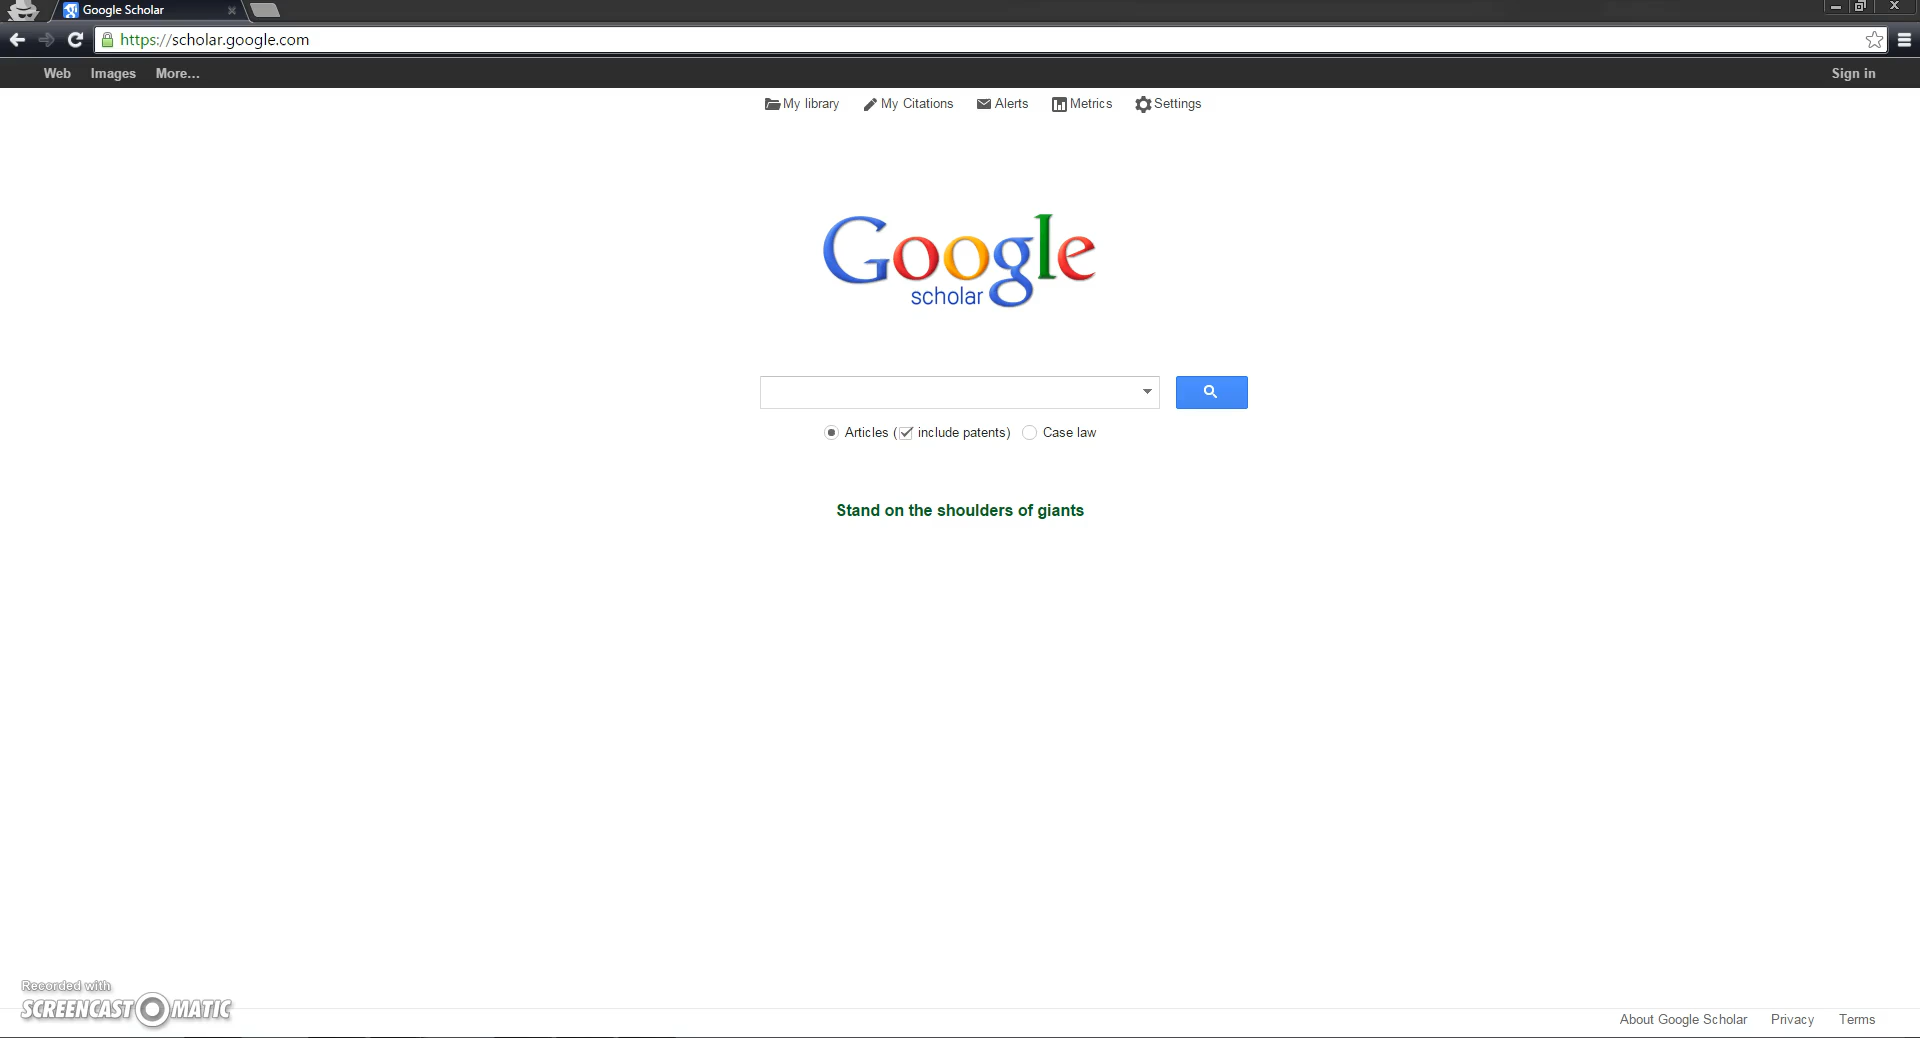 Google Scholar
https://scholar.google.com
Web Images More... Sign in
My library My Citations Alerts Metrics Settings
Google
scholar
Articles (include patents) Case law
Stand on the shoulders of giants
Recorded with
SCREENCAST-O-MATIC
About Google Scholar Privacy Terms